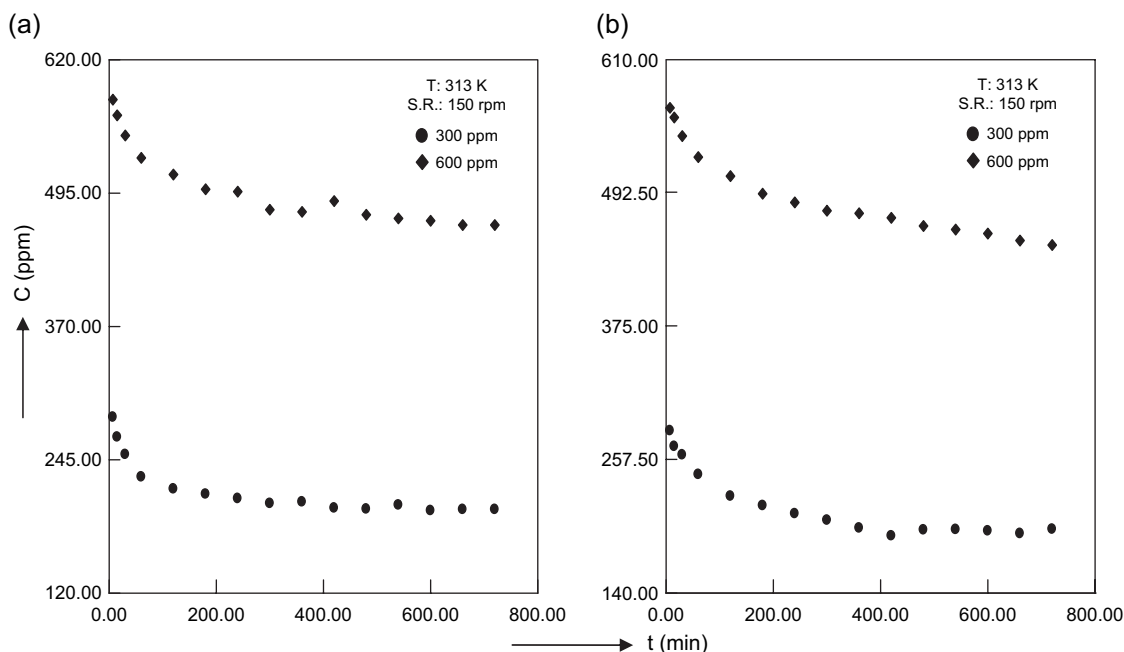 (a)
620.00
495.00
370.00
245.00
120.00
0.00 200.00 400.00 600.00 800.00
T: 313 K
S.R.: 150 rpm
300 ppm
600 ppm
C (ppm)
(b)
610.00
492.50
375.00
257.50
140.00
0.00 200.00 400.00 600.00 800.00
T: 313 K
S.R.: 150 rpm
300 ppm
600 ppm
t (min)